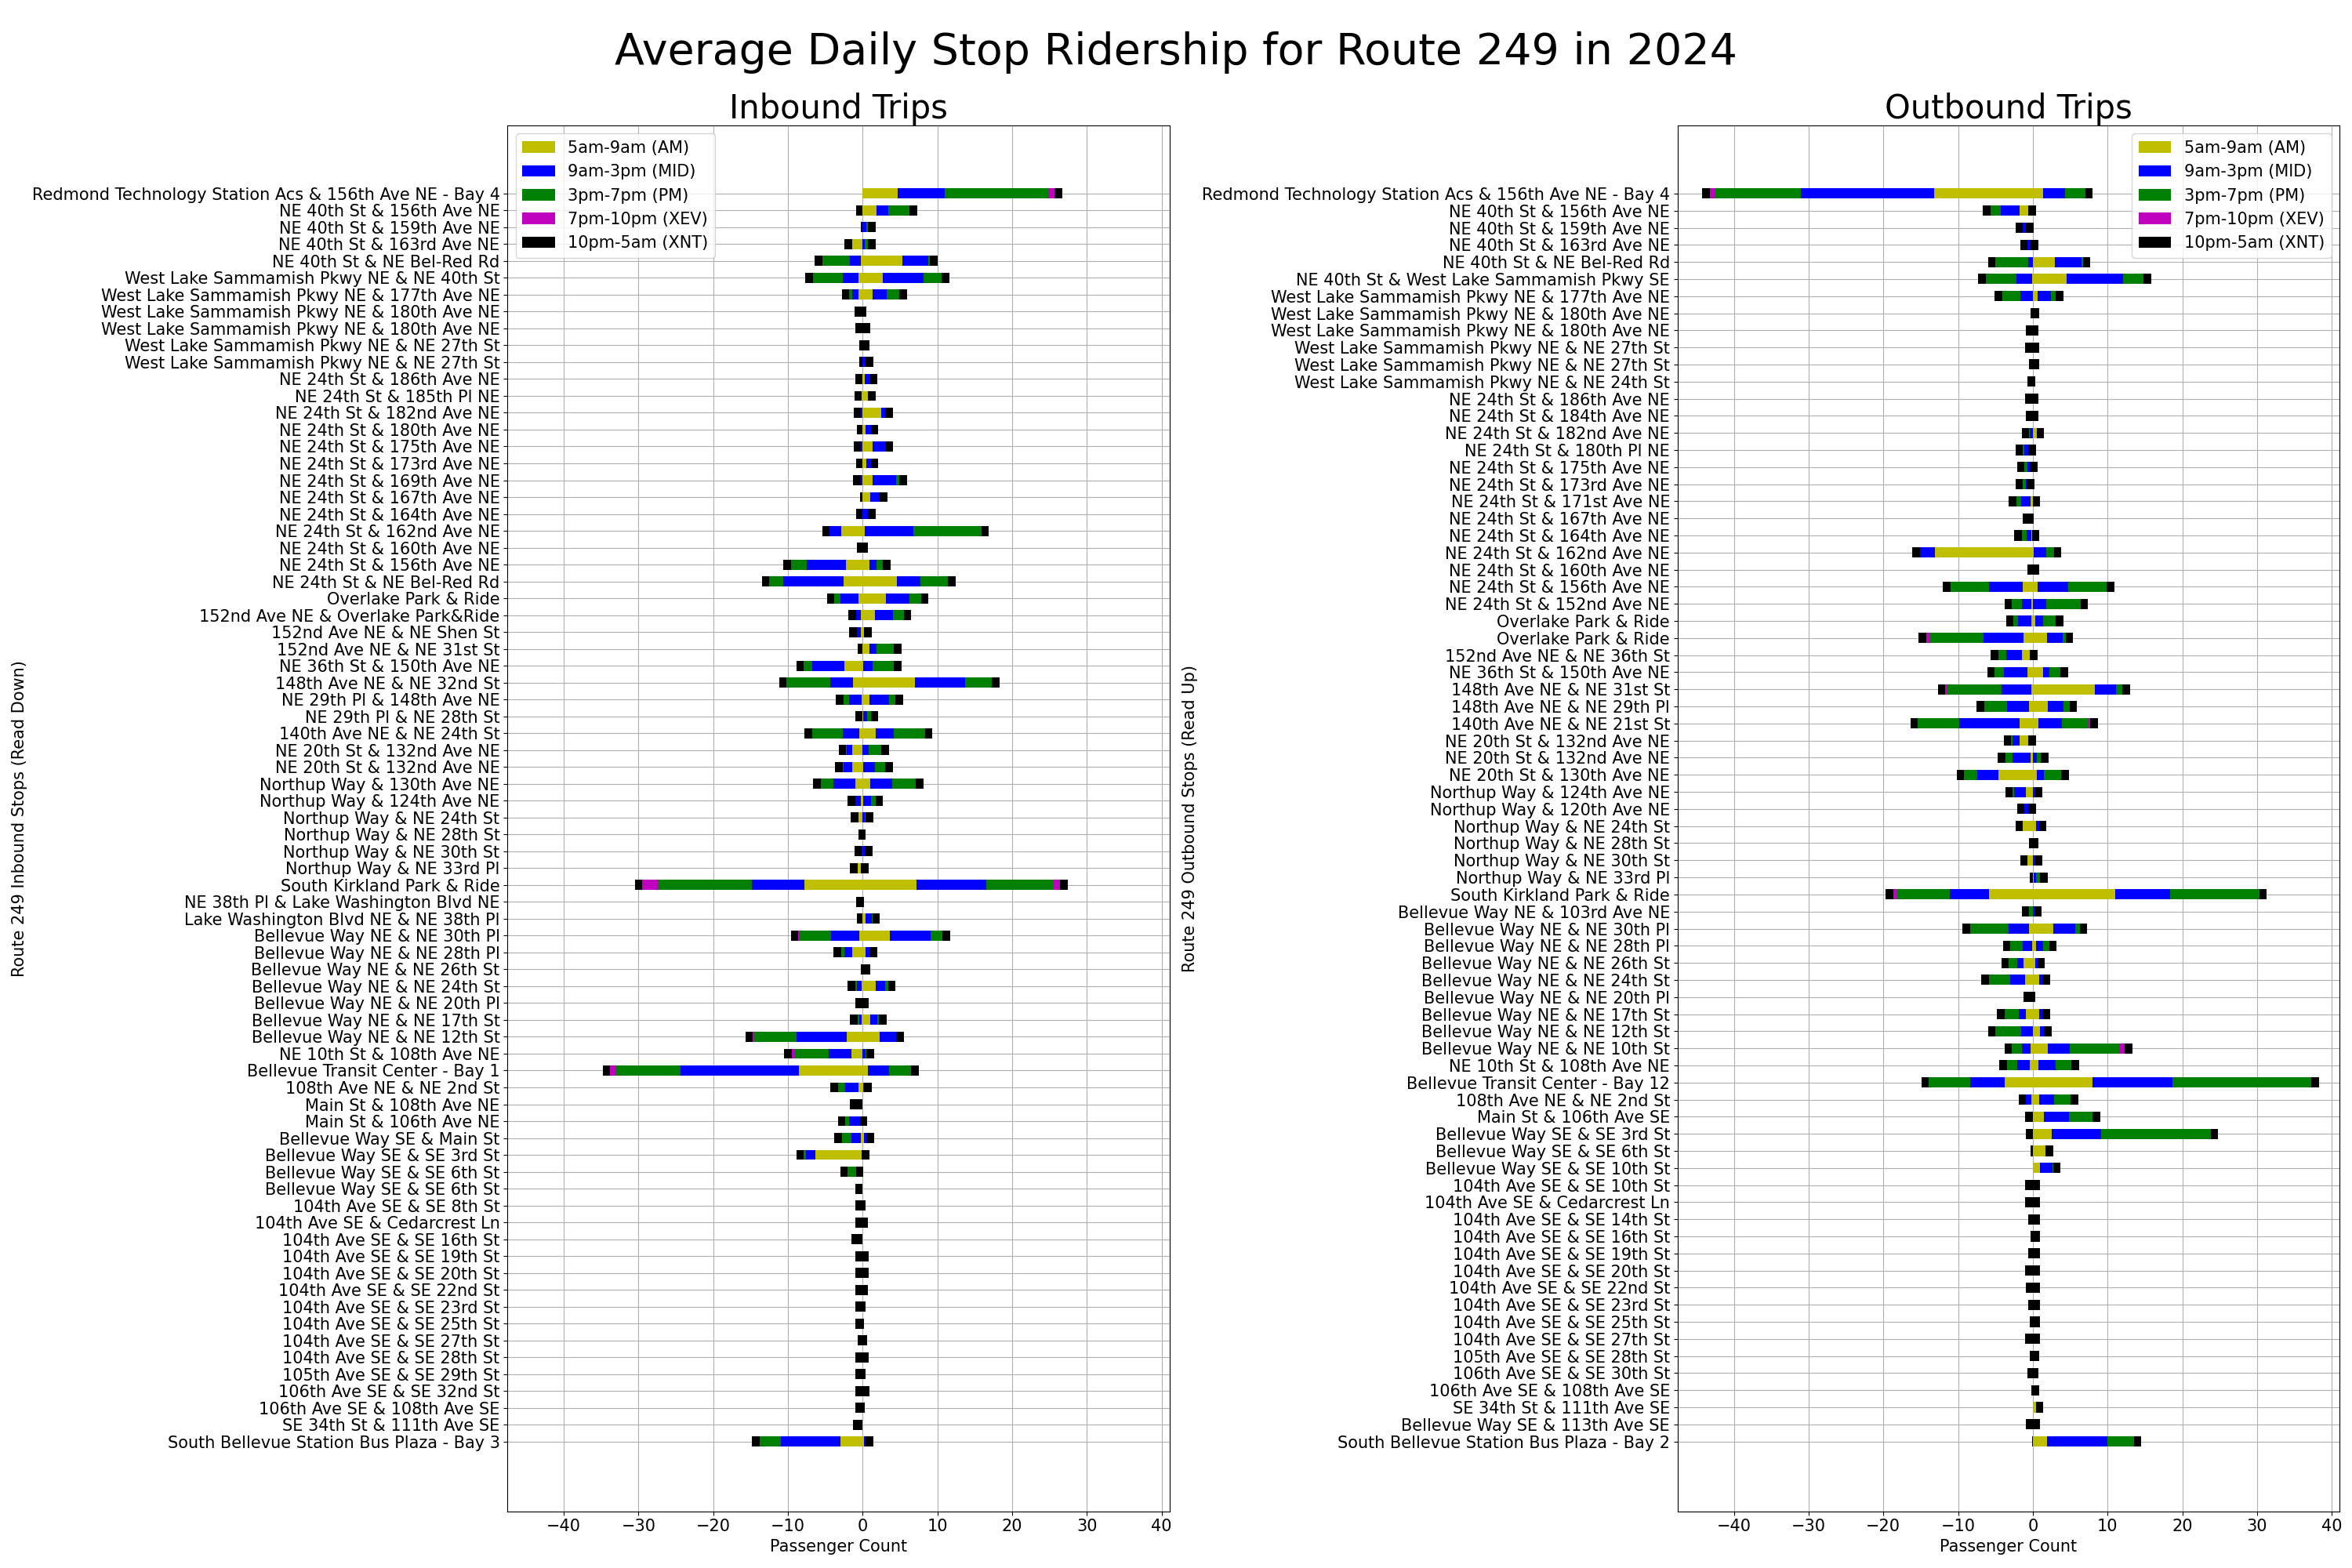 Average Daily Stop Ridership for Route 249 in 2024
Inbound Trips
5am-9am (AM)
9am-3pm (MID)
3pm-7pm (PM)
7pm-10pm (XEV)
10pm-5am (XNT)
Route 249 Inbound Stops (Read Down)
Redmond Technology Station Acs & 156th Ave NE - Bay 4
NE 40th St & 156th Ave NE
NE 40th St & 159th Ave NE
NE 40th St & 163rd Ave NE
NE 40th St & NE Bel-Red Rd
West Lake Sammamish Pkwy NE & NE 40th St
West Lake Sammamish Pkwy NE & 177th Ave NE
West Lake Sammamish Pkwy NE & 180th Ave NE
West Lake Sammamish Pkwy NE & 180th Ave NE
West Lake Sammamish Pkwy NE & NE 27th St
West Lake Sammamish Pkwy NE & NE 27th St
NE 24th St & 186th Ave NE
NE 24th St & 185th Pl NE
NE 24th St & 182nd Ave NE
NE 24th St & 180th Ave NE
NE 24th St & 175th Ave NE
NE 24th St & 173rd Ave NE
NE 24th St & 169th Ave NE
NE 24th St & 167th Ave NE
NE 24th St & 164th Ave NE
NE 24th St & 162nd Ave NE
NE 24th St & 160th Ave NE
NE 24th St & 156th Ave NE
NE 24th St & NE Bel-Red Rd
Overlake Park & Ride
152nd Ave NE & Overlake Park&Ride
152nd Ave NE & NE Shen St
152nd Ave NE & NE 31st St
NE 36th St & 150th Ave NE
148th Ave NE & NE 32nd St
NE 29th Pl & 148th Ave NE
NE 29th Pl & NE 28th St
140th Ave NE & NE 24th St
NE 20th St & 132nd Ave NE
NE 20th St & 132nd Ave NE
Northup Way & 130th Ave NE
Northup Way & 124th Ave NE
Northup Way & NE 24th St
Northup Way & NE 28th St
Northup Way & NE 30th St
Northup Way & NE 33rd Pl
South Kirkland Park & Ride
NE 38th Pl & Lake Washington Blvd NE
Lake Washington Blvd NE & NE 38th Pl
Bellevue Way NE & NE 30th Pl
Bellevue Way NE & NE 28th Pl
Bellevue Way NE & NE 26th St
Bellevue Way NE & NE 24th St
Bellevue Way NE & NE 20th Pl
Bellevue Way NE & NE 17th St
Bellevue Way NE & NE 12th St
NE 10th St & 108th Ave NE
Bellevue Transit Center - Bay 1
108th Ave NE & NE 2nd St
Main St & 108th Ave NE
Main St & 106th Ave NE
Bellevue Way SE & Main St
Bellevue Way SE & SE 3rd St
Bellevue Way SE & SE 6th St
Bellevue Way SE & SE 6th St
104th Ave SE & SE 8th St
104th Ave SE & Cedarcrest Ln
104th Ave SE & SE 16th St
104th Ave SE & SE 19th St
104th Ave SE & SE 20th St
104th Ave SE & SE 22nd St
104th Ave SE & SE 23rd St
104th Ave SE & SE 25th St
104th Ave SE & SE 27th St
104th Ave SE & SE 28th St
105th Ave SE & SE 29th St
106th Ave SE & SE 32nd St
106th Ave SE & 108th Ave SE
SE 34th St & 111th Ave SE
South Bellevue Station Bus Plaza - Bay 3
−40 −30 −20 −10 0 10 20 30 40
Passenger Count
Outbound Trips
5am-9am (AM)
9am-3pm (MID)
3pm-7pm (PM)
7pm-10pm (XEV)
10pm-5am (XNT)
Route 249 Outbound Stops (Read Up)
Redmond Technology Station Acs & 156th Ave NE - Bay 4
NE 40th St & 156th Ave NE
NE 40th St & 159th Ave NE
NE 40th St & 163rd Ave NE
NE 40th St & NE Bel-Red Rd
NE 40th St & West Lake Sammamish Pkwy SE
West Lake Sammamish Pkwy NE & 177th Ave NE
West Lake Sammamish Pkwy NE & 180th Ave NE
West Lake Sammamish Pkwy NE & 180th Ave NE
West Lake Sammamish Pkwy NE & NE 27th St
West Lake Sammamish Pkwy NE & NE 27th St
West Lake Sammamish Pkwy NE & NE 24th St
NE 24th St & 186th Ave NE
NE 24th St & 184th Ave NE
NE 24th St & 182nd Ave NE
NE 24th St & 180th Pl NE
NE 24th St & 175th Ave NE
NE 24th St & 173rd Ave NE
NE 24th St & 171st Ave NE
NE 24th St & 167th Ave NE
NE 24th St & 164th Ave NE
NE 24th St & 162nd Ave NE
NE 24th St & 160th Ave NE
NE 24th St & 156th Ave NE
NE 24th St & 152nd Ave NE
Overlake Park & Ride
Overlake Park & Ride
152nd Ave NE & NE 36th St
NE 36th St & 150th Ave NE
148th Ave NE & NE 31st St
148th Ave NE & NE 29th Pl
140th Ave NE & NE 21st St
NE 20th St & 132nd Ave NE
NE 20th St & 132nd Ave NE
NE 20th St & 130th Ave NE
Northup Way & 124th Ave NE
Northup Way & 120th Ave NE
Northup Way & NE 24th St
Northup Way & NE 28th St
Northup Way & NE 30th St
Northup Way & NE 33rd Pl
South Kirkland Park & Ride
Bellevue Way NE & 103rd Ave NE
Bellevue Way NE & NE 30th Pl
Bellevue Way NE & NE 28th Pl
Bellevue Way NE & NE 26th St
Bellevue Way NE & NE 24th St
Bellevue Way NE & NE 20th Pl
Bellevue Way NE & NE 17th St
Bellevue Way NE & NE 12th St
Bellevue Way NE & NE 10th St
NE 10th St & 108th Ave NE
Bellevue Transit Center - Bay 12
108th Ave NE & NE 2nd St
Main St & 106th Ave SE
Bellevue Way SE & SE 3rd St
Bellevue Way SE & SE 6th St
Bellevue Way SE & SE 10th St
104th Ave SE & SE 10th St
104th Ave SE & Cedarcrest Ln
104th Ave SE & SE 14th St
104th Ave SE & SE 16th St
104th Ave SE & SE 19th St
104th Ave SE & SE 20th St
104th Ave SE & SE 22nd St
104th Ave SE & SE 23rd St
104th Ave SE & SE 25th St
104th Ave SE & SE 27th St
105th Ave SE & SE 28th St
106th Ave SE & SE 30th St
106th Ave SE & 108th Ave SE
SE 34th St & 111th Ave SE
Bellevue Way SE & 113th Ave SE
South Bellevue Station Bus Plaza - Bay 2
−40 −30 −20 −10 0 10 20 30 40
Passenger Count